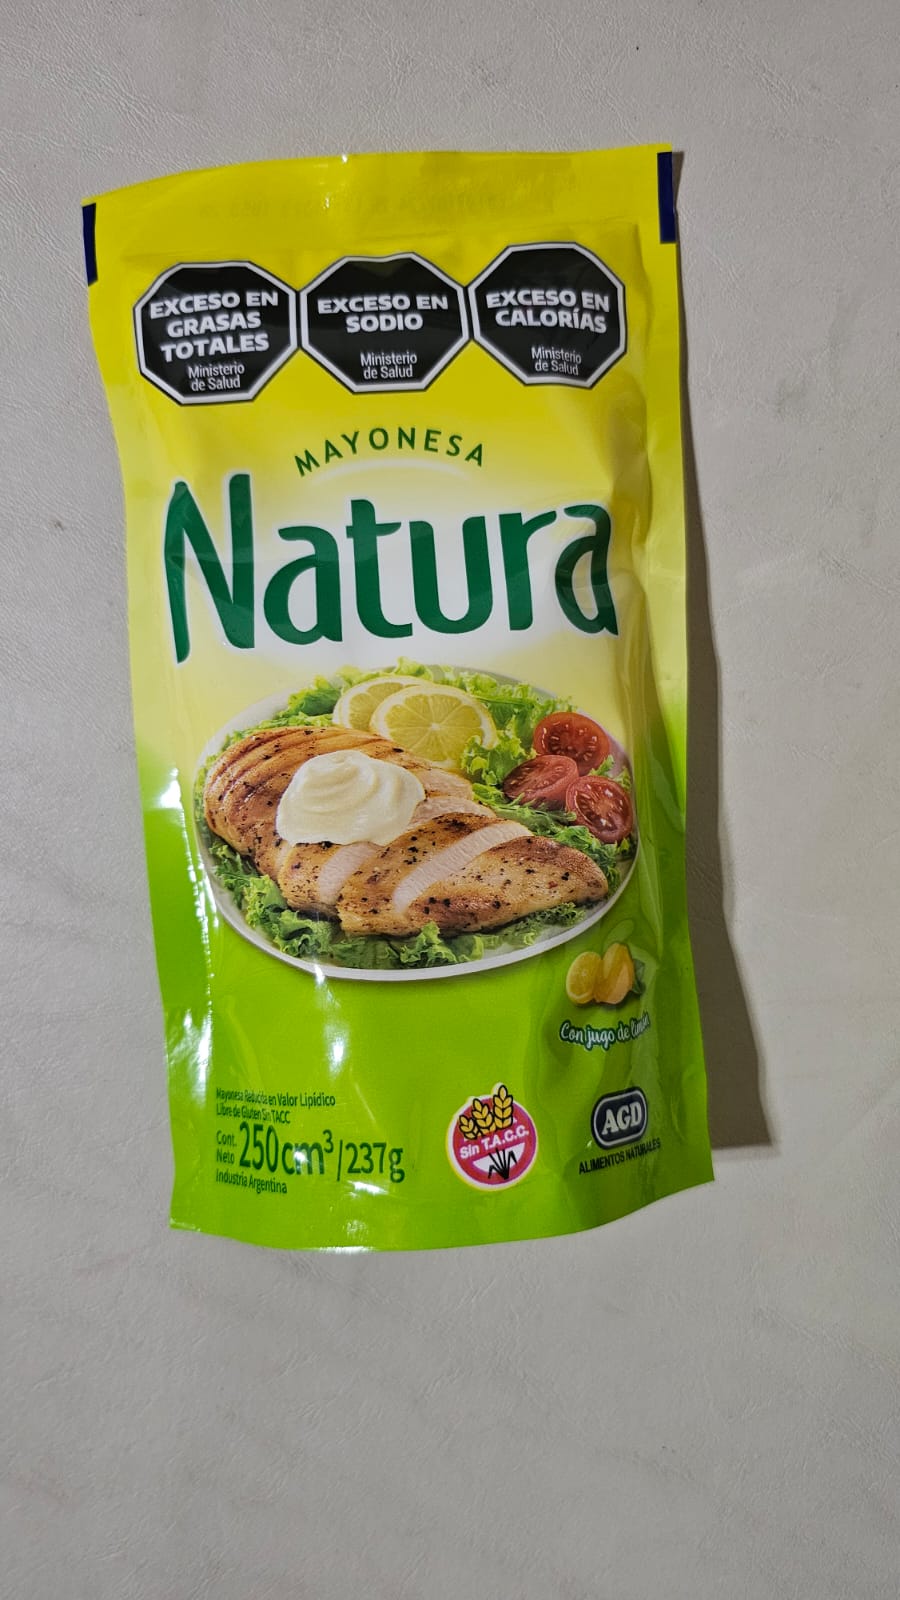 EXCESO EN
GRASAS
TOTALES
Ministerio
de Salud
EXCESO EN
SODIO
Ministerio
de Salud
EXCESO EN
CALORÍAS
Ministerio
de Salud
MAYONESA
Natura
Con jugo de limón
Mayonesa Reducida en Valor Lipídico
Libre de Gluten Sin TACC
Cont.
Neto 250cm³/237g
Industria Argentina
Sin T.A.C.C.
AGD
ALIMENTOS NATURALES